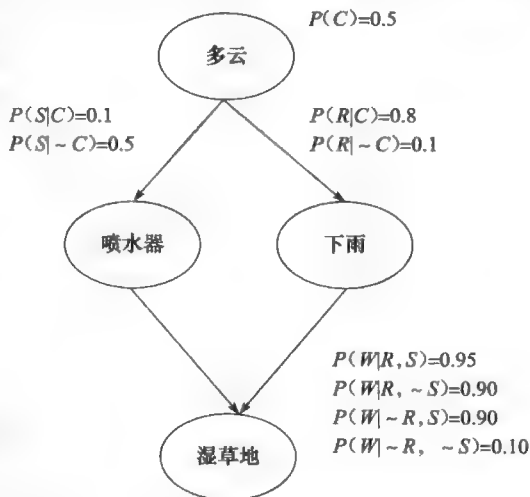 P(C)=0.5
多云
P(S|C)=0.1
P(S|~C)=0.5
P(R|C)=0.8
P(R|~C)=0.1
喷水器
下雨
P(W|R,S)=0.95
P(W|R, ~S)=0.90
P(W|~R,S)=0.90
P(W|~R, ~S)=0.10
湿草地